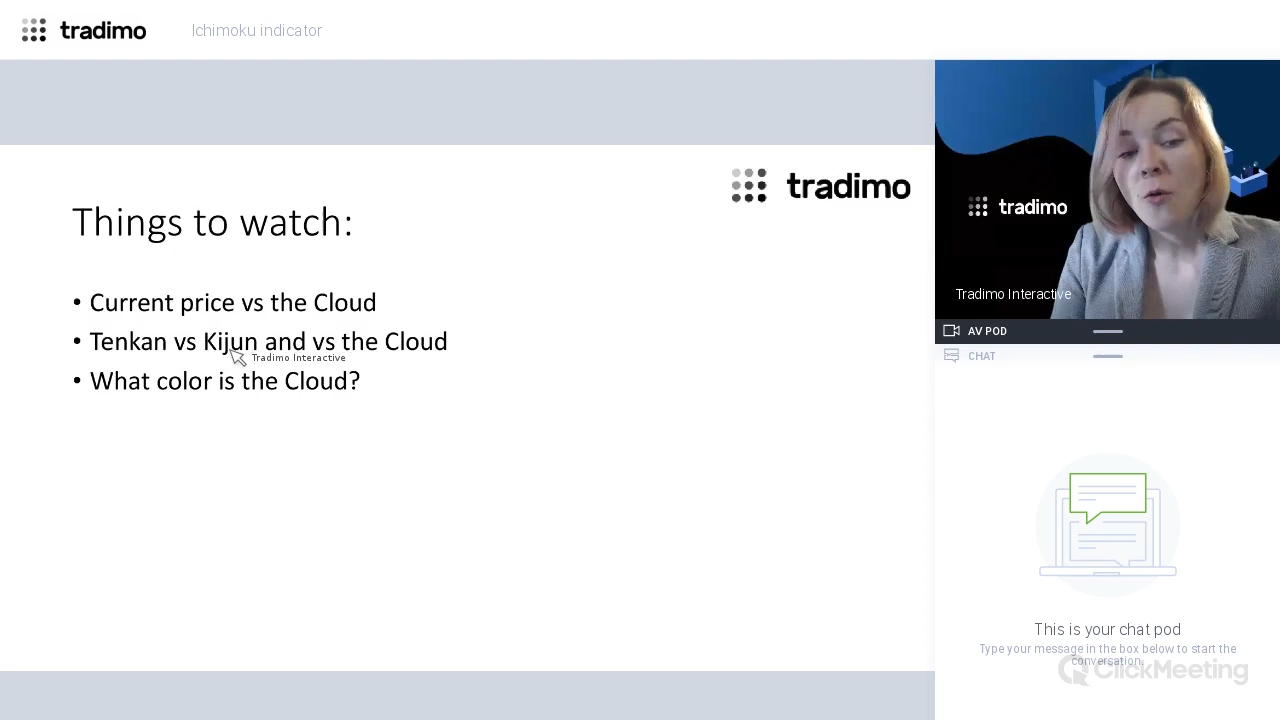 tradimo
Ichimoku indicator
tradimo
Things to watch:
• Current price vs the Cloud
• Tenkan vs Kijun and vs the Cloud
Tradimo Interactive
• What color is the Cloud?
tradimo
Tradimo Interactive
AV POD
CHAT
This is your chat pod
Type your message in the box below to start the
conversation.
ClickMeeting